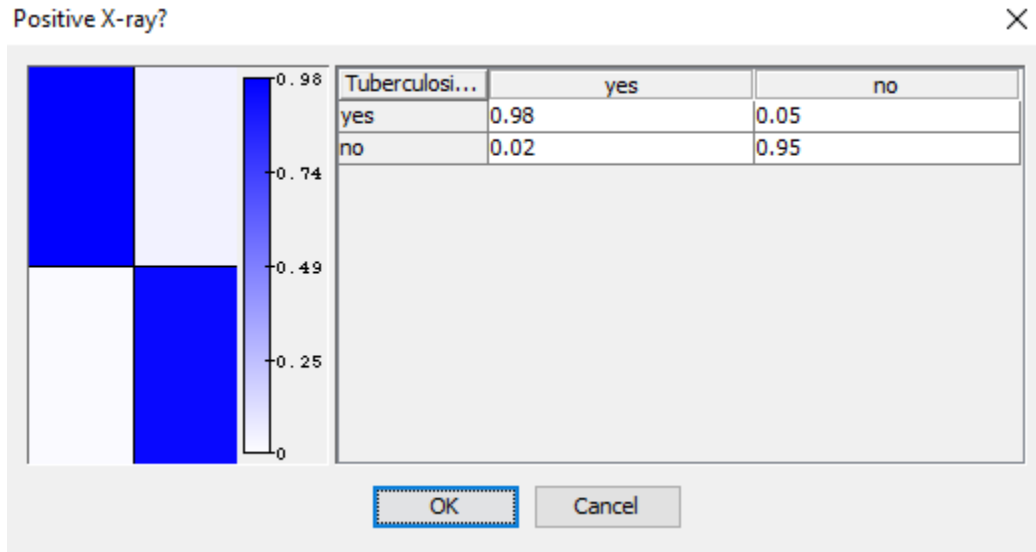 Positive X-ray?
0.98
0.74
0.49
0.25
0
Tuberculosi... yes no
yes 0.98 0.05
no 0.02 0.95
OK Cancel